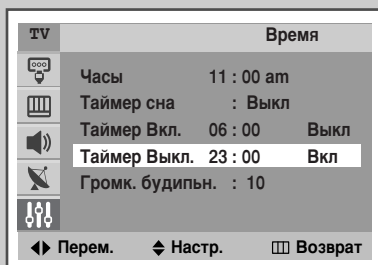 TV
Время
Часы 11 : 00 am
Таймер сна : Выкл
Таймер Вкл. 06 : 00 Выкл
Таймер Выкл. 23 : 00 Вкл
Громк. будипьн. : 10
Перем. Настр. Возврат